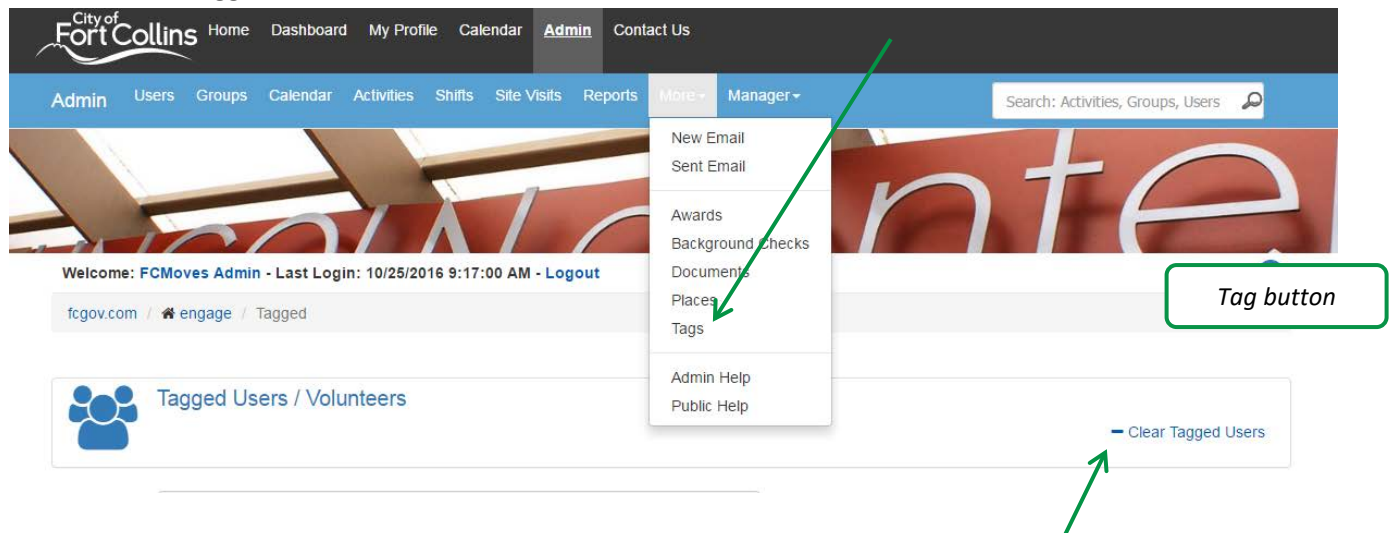 City of
Fort Collins
Home Dashboard My Profile Calendar Admin Contact Us
Admin Users Groups Calendar Activities Shifts Site Visits Reports More Manager
Search: Activities, Groups, Users
New Email
Sent Email
Awards
Background Checks
Documents
Places
Tags
Admin Help
Public Help
Welcome: FCMoves Admin - Last Login: 10/25/2016 9:17:00 AM - Logout
Tag button
fcgov.com / engage / Tagged
Tagged Users / Volunteers
Clear Tagged Users